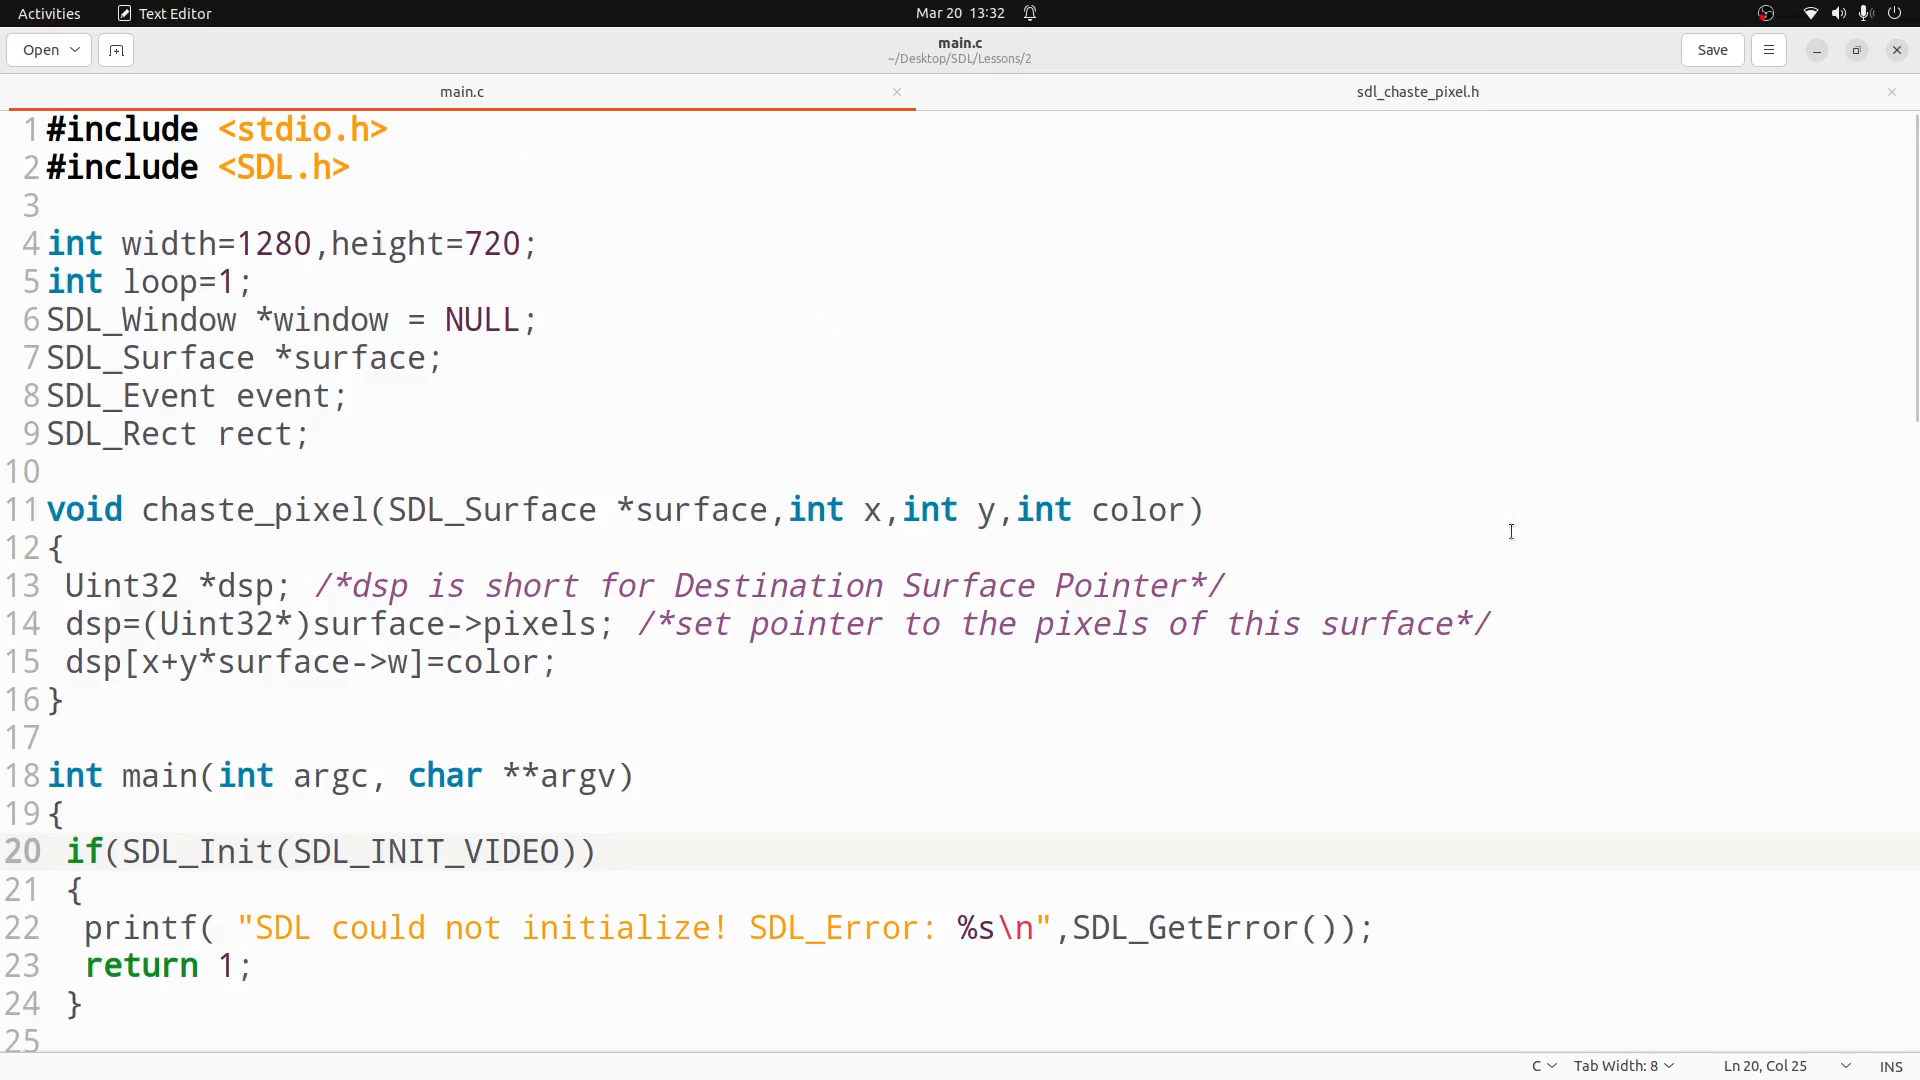 Activities Text Editor Mar 20 13:32
Open main.c Save
~/Desktop/SDL/Lessons/2
main.c sdl_chaste_pixel.h
1 #include <stdio.h>
2 #include <SDL.h>
3
4 int width=1280,height=720;
5 int loop=1;
6 SDL_Window *window = NULL;
7 SDL_Surface *surface;
8 SDL_Event event;
9 SDL_Rect rect;
10
11 void chaste_pixel(SDL_Surface *surface,int x,int y,int color)
12 {
13  Uint32 *dsp; /*dsp is short for Destination Surface Pointer*/
14  dsp=(Uint32*)surface->pixels; /*set pointer to the pixels of this surface*/
15  dsp[x+y*surface->w]=color;
16 }
17
18 int main(int argc, char **argv)
19 {
20  if(SDL_Init(SDL_INIT_VIDEO))
21  {
22   printf( "SDL could not initialize! SDL_Error: %s\n",SDL_GetError());
23   return 1;
24  }
25
C Tab Width: 8 Ln 20, Col 25 INS